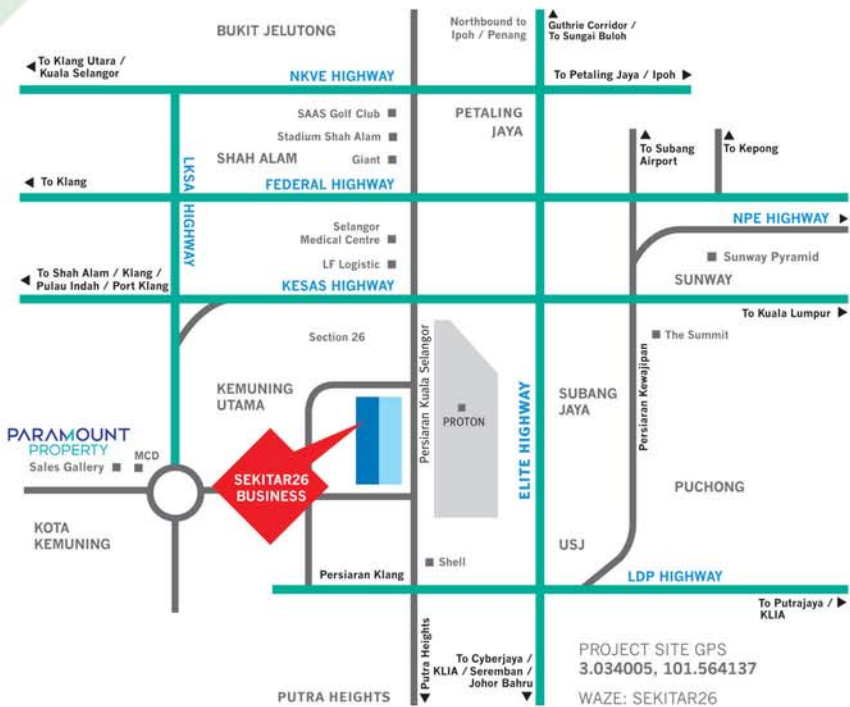 BUKIT JELUTONG
Northbound to
Ipoh / Penang
Guthrie Corridor /
To Sungai Buloh
To Klang Utara /
Kuala Selangor
NKVE HIGHWAY
To Petaling Jaya / Ipoh
SAAS Golf Club
Stadium Shah Alam
SHAH ALAM
Giant
PETALING
JAYA
To Subang
Airport
To Kepong
LKSA HIGHWAY
To Klang
FEDERAL HIGHWAY
NPE HIGHWAY
Selangor
Medical Centre
LF Logistic
Sunway Pyramid
SUNWAY
To Shah Alam / Klang /
Pulau Indah / Port Klang
KESAS HIGHWAY
To Kuala Lumpur
Section 26
Persiaran Kuala Selangor
The Summit
KEMUNING
UTAMA
PROTON
ELITE HIGHWAY
SUBANG
JAYA
Persiaran Kewajipan
PARAMOUNT
PROPERTY
Sales Gallery
MCD
SEKITAR26
BUSINESS
PUCHONG
KOTA
KEMUNING
USJ
Shell
Persiaran Klang
LDP HIGHWAY
To Putrajaya /
KLIA
Putra Heights
To Cyberjaya /
KLIA / Seremban /
Johor Bahru
PUTRA HEIGHTS
PROJECT SITE GPS
3.034005, 101.564137
WAZE: SEKITAR26